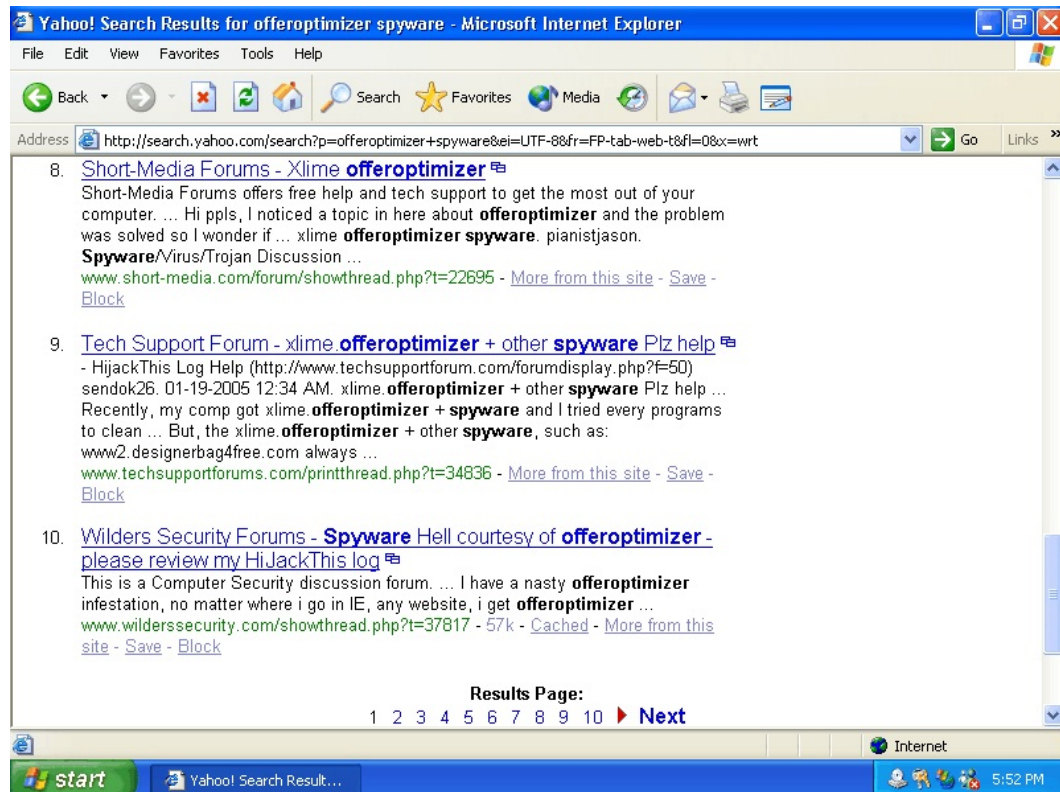 Yahoo! Search Results for offeroptimizer spyware - Microsoft Internet Explorer
File Edit View Favorites Tools Help
Back Search Favorites Media
Address http://search.yahoo.com/search?p=offeroptimizer+spyware&ei=UTF-8&fr=FP-tab-web-t&fl=0&x=wrt Go Links »
8. Short-Media Forums - Xlime offeroptimizer
Short-Media Forums offers free help and tech support to get the most out of your
computer. ... Hi ppls, I noticed a topic in here about offeroptimizer and the problem
was solved so I wonder if ... xlime offeroptimizer spyware. pianistjason.
Spyware/Virus/Trojan Discussion ...
www.short-media.com/forum/showthread.php?t=22695 - More from this site - Save -
Block
9. Tech Support Forum - xlime.offeroptimizer + other spyware Plz help
- HijackThis Log Help (http://www.techsupportforum.com/forumdisplay.php?f=50)
sendok26. 01-19-2005 12:34 AM. xlime.offeroptimizer + other spyware Plz help ...
Recently, my comp got xlime.offeroptimizer + spyware and I tried every programs
to clean ... But, the xlime.offeroptimizer + other spyware, such as:
www2.designerbag4free.com always ...
www.techsupportforums.com/printthread.php?t=34836 - More from this site - Save -
Block
10. Wilders Security Forums - Spyware Hell courtesy of offeroptimizer -
please review my HiJackThis log
This is a Computer Security discussion forum. ... I have a nasty offeroptimizer
infestation, no matter where i go in IE, any website, i get offeroptimizer ...
www.wilderssecurity.com/showthread.php?t=37817 - 57k - Cached - More from this
site - Save - Block
Results Page:
1 2 3 4 5 6 7 8 9 10 Next
Internet
start Yahoo! Search Result... 5:52 PM